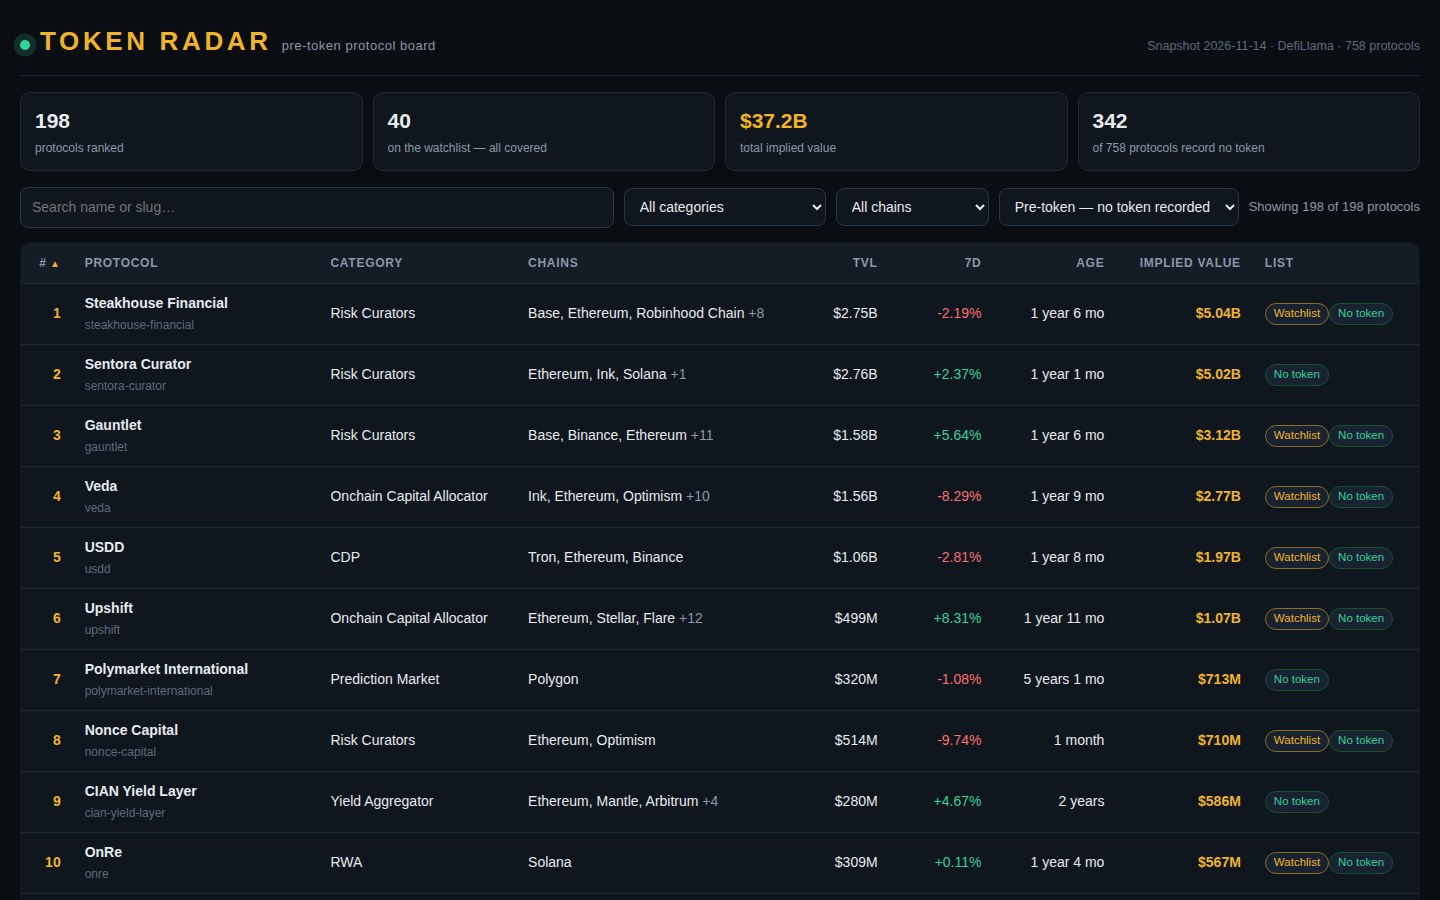 TOKEN RADAR pre-token protocol board Snapshot 2026-11-14 · DefiLlama · 758 protocols
198 40 $37.2B 342
protocols ranked on the watchlist — all covered total implied value of 758 protocols record no token
Search name or slug… All categories All chains Pre-token — no token recorded Showing 198 of 198 protocols
# ▲ PROTOCOL CATEGORY CHAINS TVL 7D AGE IMPLIED VALUE LIST
1 Steakhouse Financial Risk Curators Base, Ethereum, Robinhood Chain +8 $2.75B -2.19% 1 year 6 mo $5.04B Watchlist No token
steakhouse-financial
2 Sentora Curator Risk Curators Ethereum, Ink, Solana +1 $2.76B +2.37% 1 year 1 mo $5.02B No token
sentora-curator
3 Gauntlet Risk Curators Base, Binance, Ethereum +11 $1.58B +5.64% 1 year 6 mo $3.12B Watchlist No token
gauntlet
4 Veda Onchain Capital Allocator Ink, Ethereum, Optimism +10 $1.56B -8.29% 1 year 9 mo $2.77B Watchlist No token
veda
5 USDD CDP Tron, Ethereum, Binance $1.06B -2.81% 1 year 8 mo $1.97B Watchlist No token
usdd
6 Upshift Onchain Capital Allocator Ethereum, Stellar, Flare +12 $499M +8.31% 1 year 11 mo $1.07B Watchlist No token
upshift
7 Polymarket International Prediction Market Polygon $320M -1.08% 5 years 1 mo $713M No token
polymarket-international
8 Nonce Capital Risk Curators Ethereum, Optimism $514M -9.74% 1 month $710M Watchlist No token
nonce-capital
9 CIAN Yield Layer Yield Aggregator Ethereum, Mantle, Arbitrum +4 $280M +4.67% 2 years $586M No token
cian-yield-layer
10 OnRe RWA Solana $309M +0.11% 1 year 4 mo $567M Watchlist No token
onre